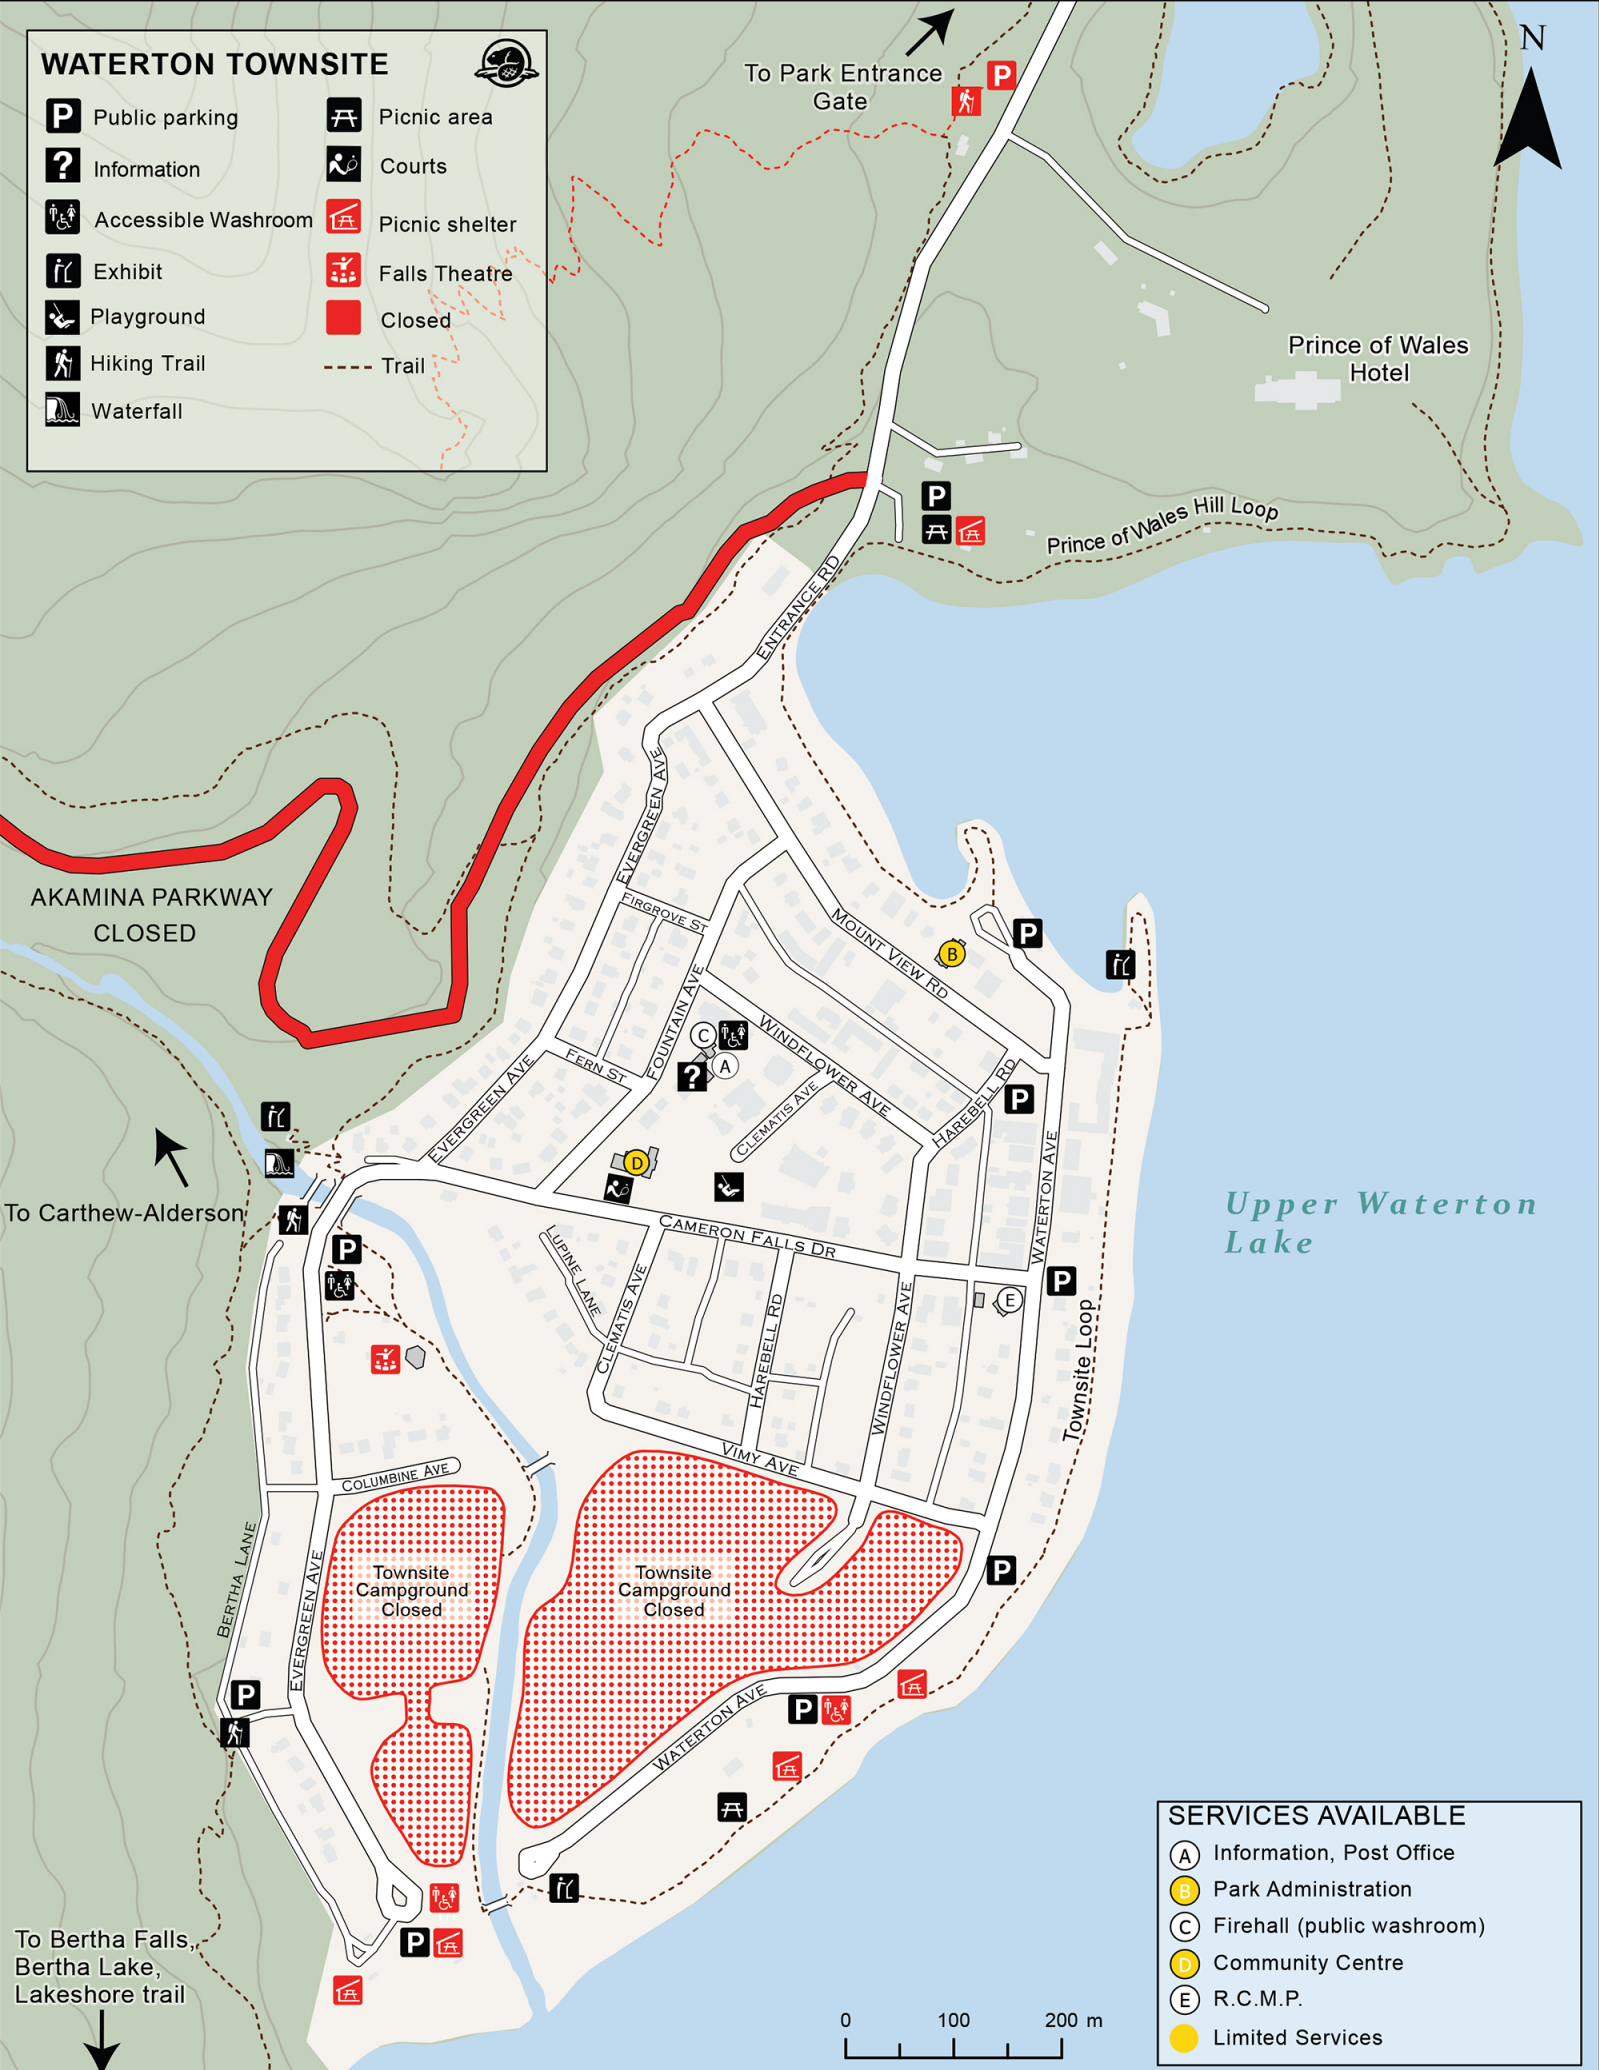 WATERTON TOWNSITE
P Public parking
? Information
Accessible Washroom
Exhibit
Playground
Hiking Trail
Waterfall
Picnic area
Courts
Picnic shelter
Falls Theatre
Closed
Trail
To Park Entrance
Gate
P
N
Prince of Wales
Hotel
P
Prince of Wales Hill Loop
ENTRANCE RD
EVERGREEN AVE
AKAMINA PARKWAY
CLOSED
FIRGROVE ST
MOUNT VIEW RD
B
P
FOUNTAIN AVE
WINDFLOWER AVE
C
A
?
FERN ST
EVERGREEN AVE
CLEMATIS AVE
HAREBELL RD
P
D
WATERTON AVE
To Carthew-Alderson
P
CAMERON FALLS DR
LUPINE LANE
CLEMATIS AVE
HAREBELL RD
WINDFLOWER AVE
E
P
Townsite Loop
Upper Waterton
Lake
VIMY AVE
COLUMBINE AVE
BERTHA LANE
EVERGREEN AVE
Townsite
Campground
Closed
Townsite
Campground
Closed
P
P
WATERTON AVE
P
P
To Bertha Falls,
Bertha Lake,
Lakeshore trail
0 100 200 m
SERVICES AVAILABLE
A Information, Post Office
B Park Administration
C Firehall (public washroom)
D Community Centre
E R.C.M.P.
Limited Services